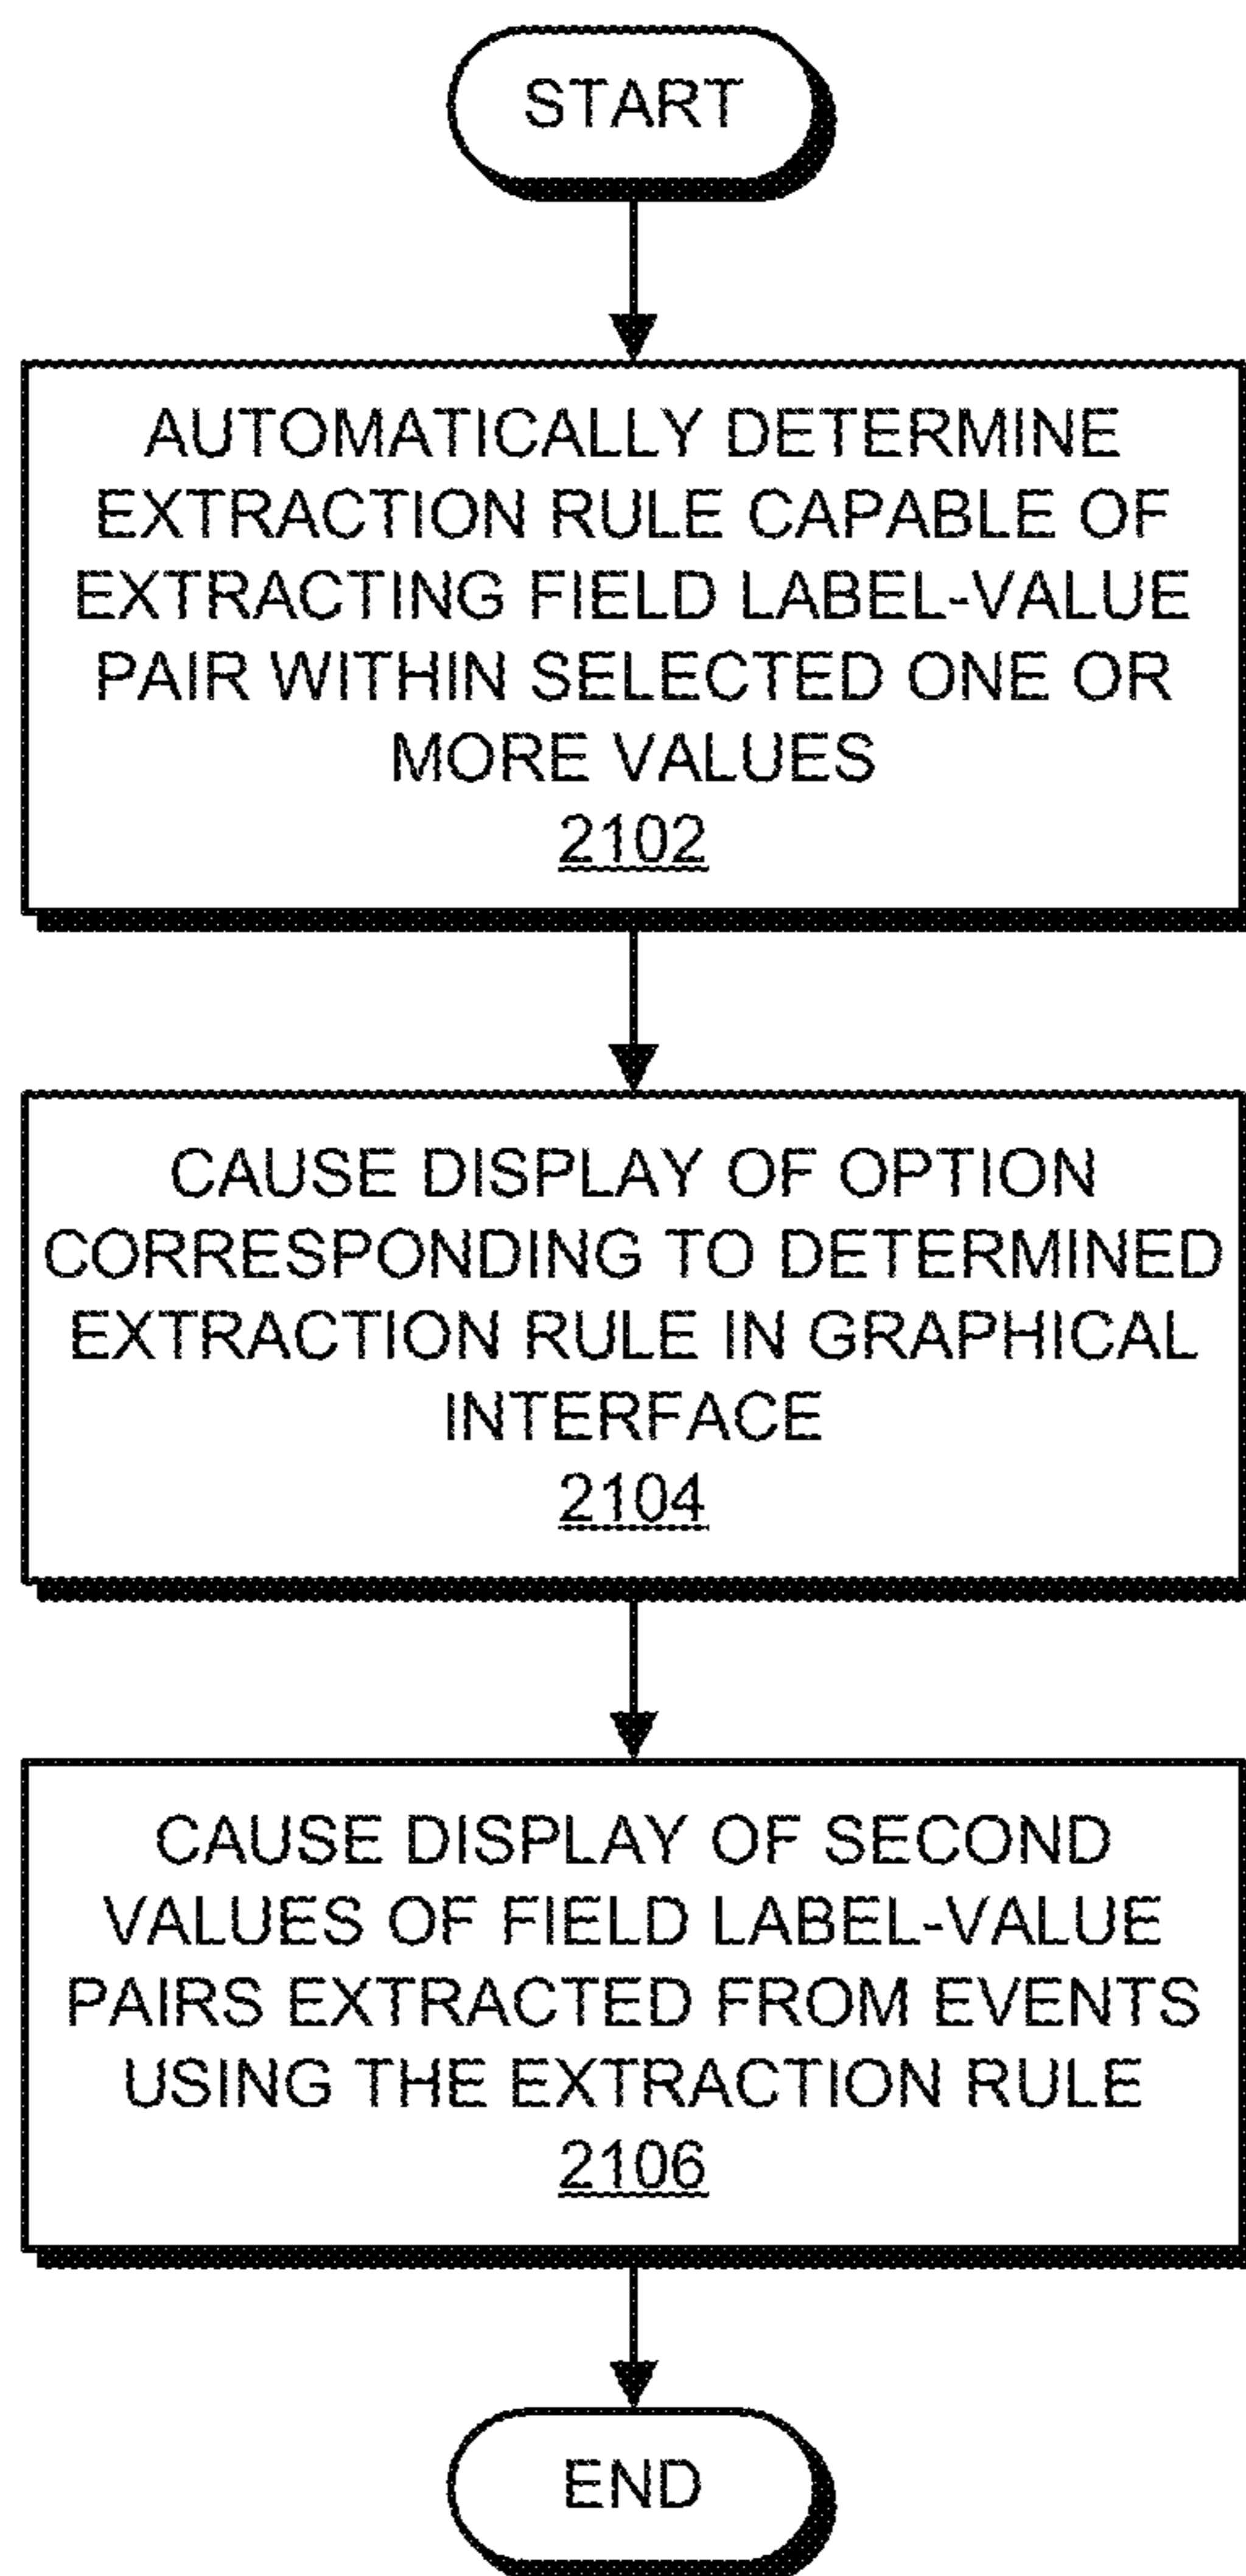 START
AUTOMATICALLY DETERMINE
EXTRACTION RULE CAPABLE OF
EXTRACTING FIELD LABEL-VALUE
PAIR WITHIN SELECTED ONE OR
MORE VALUES
2102
CAUSE DISPLAY OF OPTION
CORRESPONDING TO DETERMINED
EXTRACTION RULE IN GRAPHICAL
INTERFACE
2104
CAUSE DISPLAY OF SECOND
VALUES OF FIELD LABEL-VALUE
PAIRS EXTRACTED FROM EVENTS
USING THE EXTRACTION RULE
2106
END